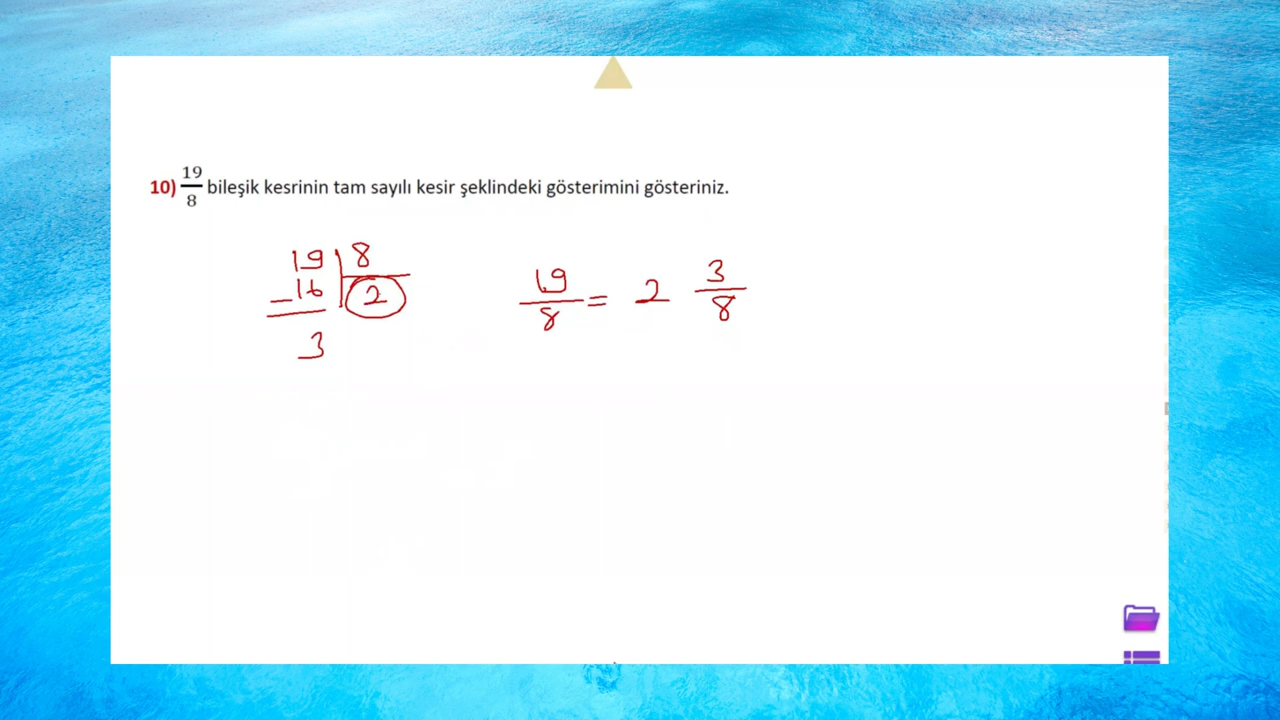 10) 19/8 bileşik kesrinin tam sayılı kesir şeklindeki gösterimini gösteriniz.
19 | 8
- 16 | 2
3
19/8 = 2 3/8